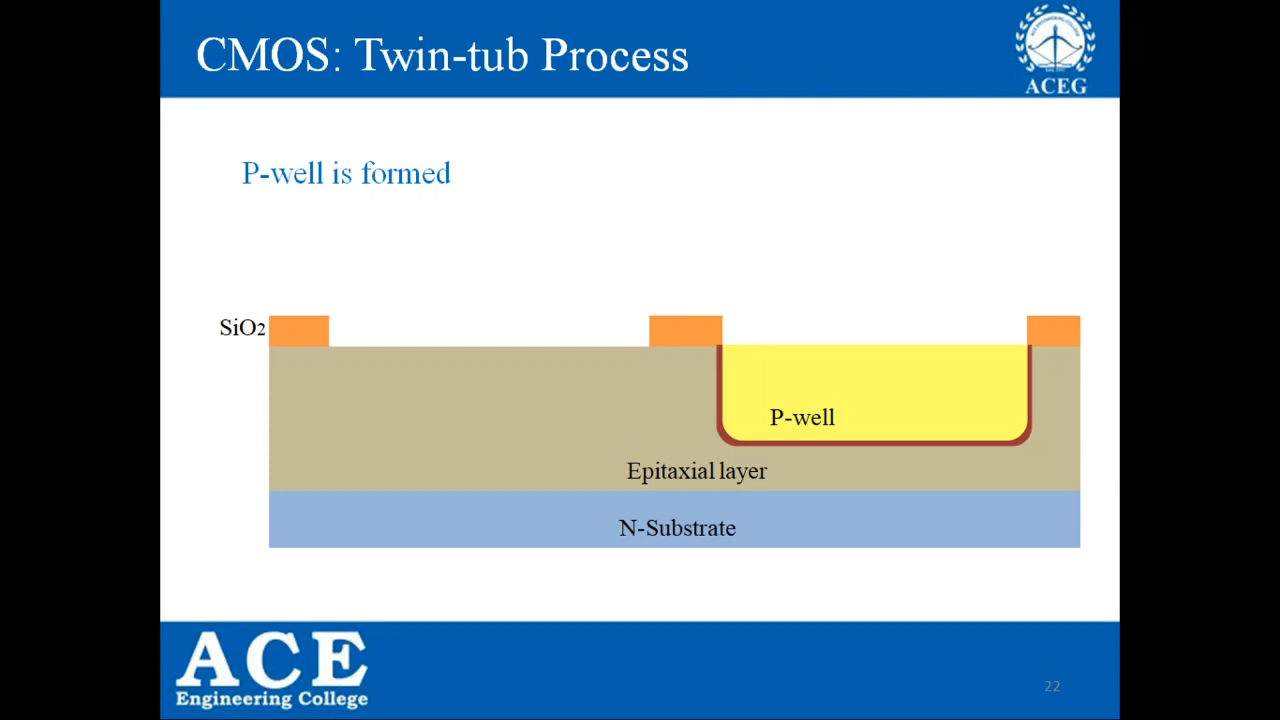 CMOS: Twin-tub Process
ACEG
P-well is formed
SiO2
P-well
Epitaxial layer
N-Substrate
ACE
Engineering College
22